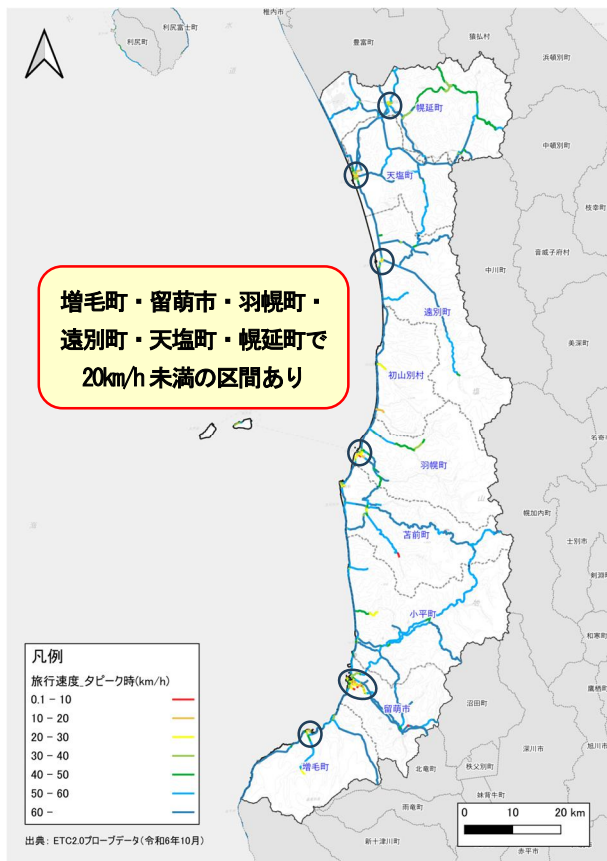 稚内市
利尻富士町
利尻町
豊富町
猿払村
浜頓別町
幌延町
中頓別町
天塩町
枝幸町
音威子府村
中川町
遠別町
増毛町・留萌市・羽幌町・
遠別町・天塩町・幌延町で
20km/h 未満の区間あり
美深町
初山別村
羽幌町
幌加内町
苫前町
士別市
剣淵町
小平町
和寒町
凡例
旅行速度_夕ピーク時(km/h)
0.1 - 10
10 - 20
20 - 30
30 - 40
40 - 50
50 - 60
60 -
鷹栖町
沼田町
留萌市
旭川市
深川市
秩父別町
北竜町
増毛町
妹背牛町
雨竜町
0 10 20 km
新十津川町
赤平市
出典: ETC2.0プローブデータ(令和6年10月)